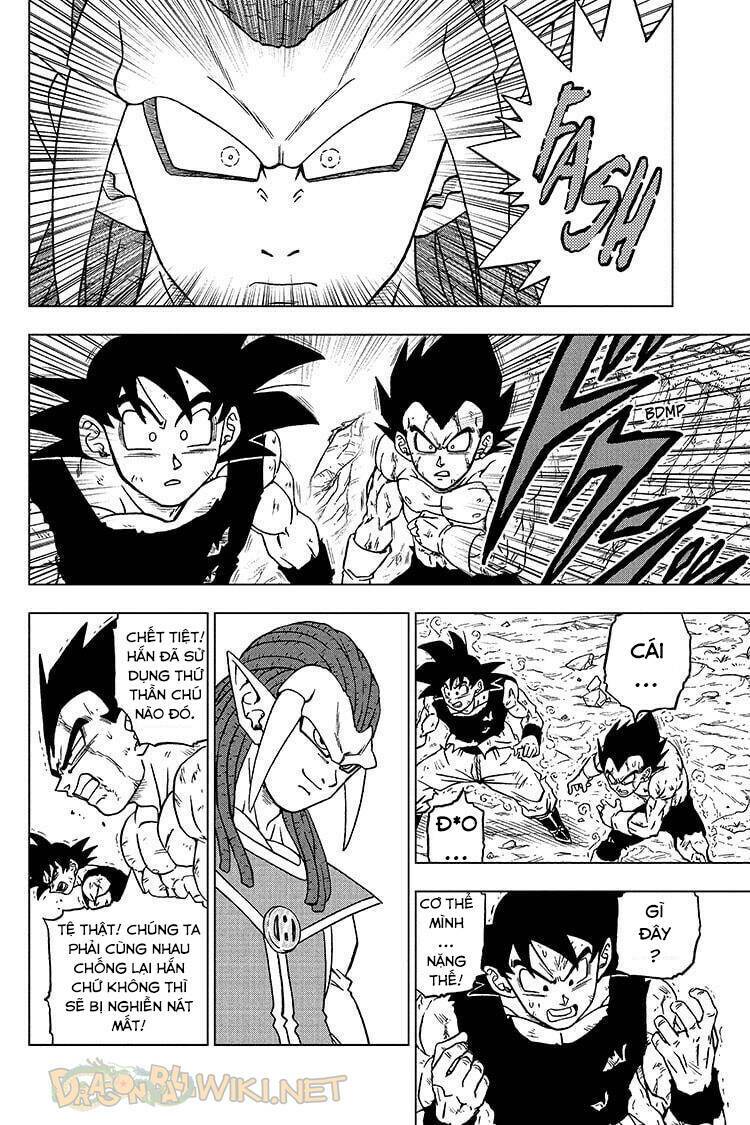 FASH
BDMP
CÁI
...
Đ*O
...
GÌ
ĐÂY
?
CƠ THỂ
MÌNH
...
NẶNG
THẾ!
CHẾT TIỆT!
HẮN ĐÃ SỬ
DỤNG THỨ
THẦN CHÚ
NÀO ĐÓ.
TỆ THẬT! CHÚNG TA
PHẢI CÙNG NHAU
CHỐNG LẠI HẮN
CHỨ KHÔNG THÌ
SẼ BỊ NGHIỀN NÁT
MẤT!
DRAGONBALLWIKI.NET